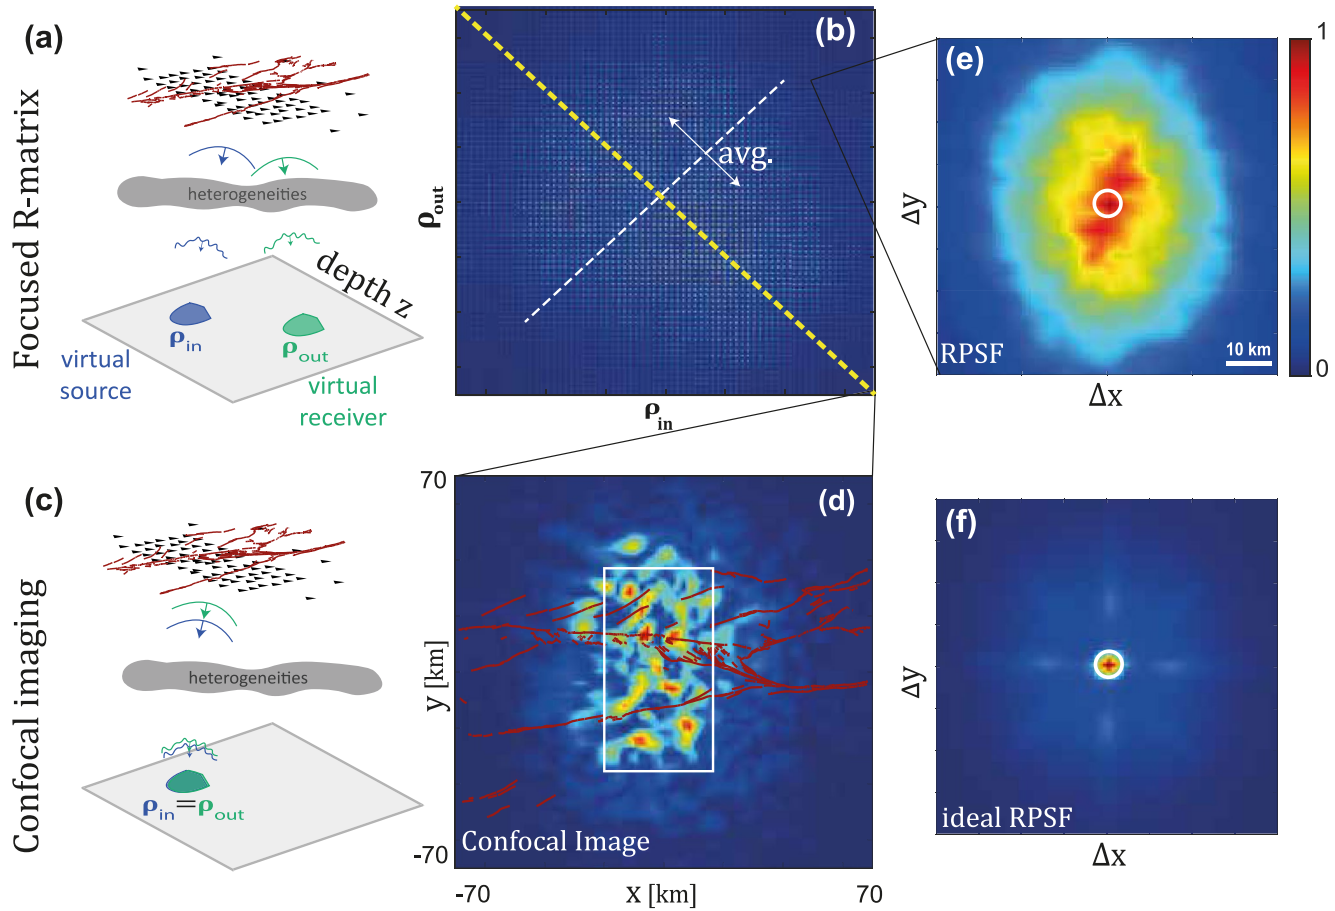 Focused R-matrix
(a)
heterogeneities
depth z
ρin
ρout
virtual
source
virtual
receiver
(b)
avg.
ρout
ρin
(e)
Δy
RPSF
10 km
Δx
1
0
Confocal imaging
(c)
heterogeneities
ρin=ρout
70
(d)
y [km]
Confocal Image
-70
-70
x [km]
70
(f)
Δy
ideal RPSF
Δx